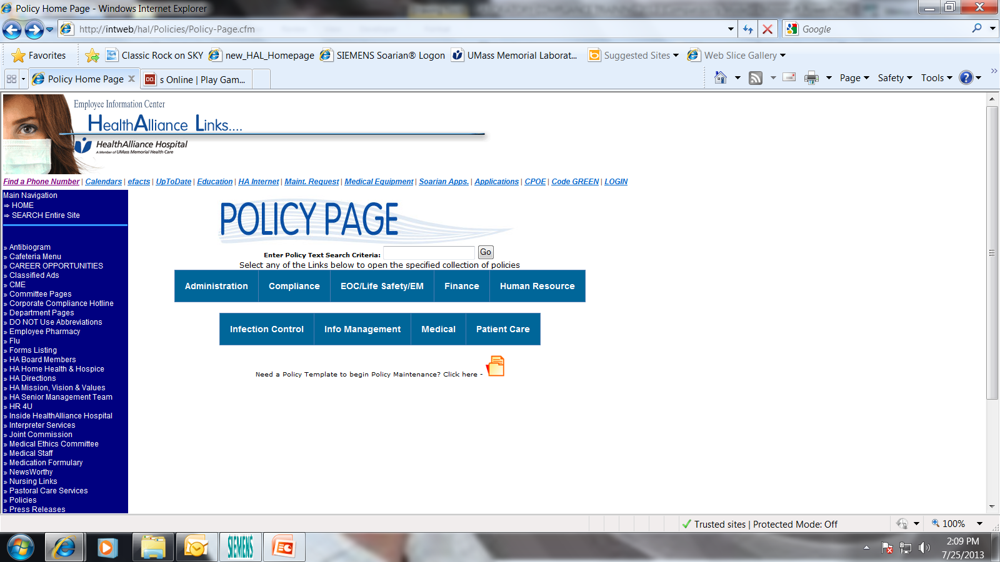 Policy Home Page - Windows Internet Explorer
http://intweb/hal/Policies/Policy-Page.cfm
Google
Favorites
Classic Rock on SKY
new_HAL_Homepage
SIEMENS Soarian® Logon
UMass Memorial Laborat...
Suggested Sites
Web Slice Gallery
Policy Home Page
s Online | Play Gam...
Page
Safety
Tools
Employee Information Center
HealthAlliance Links....
HealthAlliance Hospital
A Member of UMass Memorial Health Care
Find a Phone Number | Calendars | efacts | UpToDate | Education | HA Internet | Maint. Request | Medical Equipment | Soarian Apps. | Applications | CPOE | Code GREEN | LOGIN
Main Navigation
⇒ HOME
⇒ SEARCH Entire Site
» Antibiogram
» Cafeteria Menu
» CAREER OPPORTUNITIES
» Classified Ads
» CME
» Committee Pages
» Corporate Compliance Hotline
» Department Pages
» DO NOT Use Abbreviations
» Employee Pharmacy
» Flu
» Forms Listing
» HA Board Members
» HA Home Health & Hospice
» HA Directions
» HA Mission, Vision & Values
» HA Senior Management Team
» HR 4U
» Inside HealthAlliance Hospital
» Interpreter Services
» Joint Commission
» Medical Ethics Committee
» Medical Staff
» Medication Formulary
» NewsWorthy
» Nursing Links
» Pastoral Care Services
» Policies
» Press Releases
POLICY PAGE
Enter Policy Text Search Criteria: Go
Select any of the Links below to open the specified collection of policies
Administration Compliance EOC/Life Safety/EM Finance Human Resource
Infection Control Info Management Medical Patient Care
Need a Policy Template to begin Policy Maintenance? Click here -
Trusted sites | Protected Mode: Off
100%
SIEMENS
2:09 PM
7/25/2013